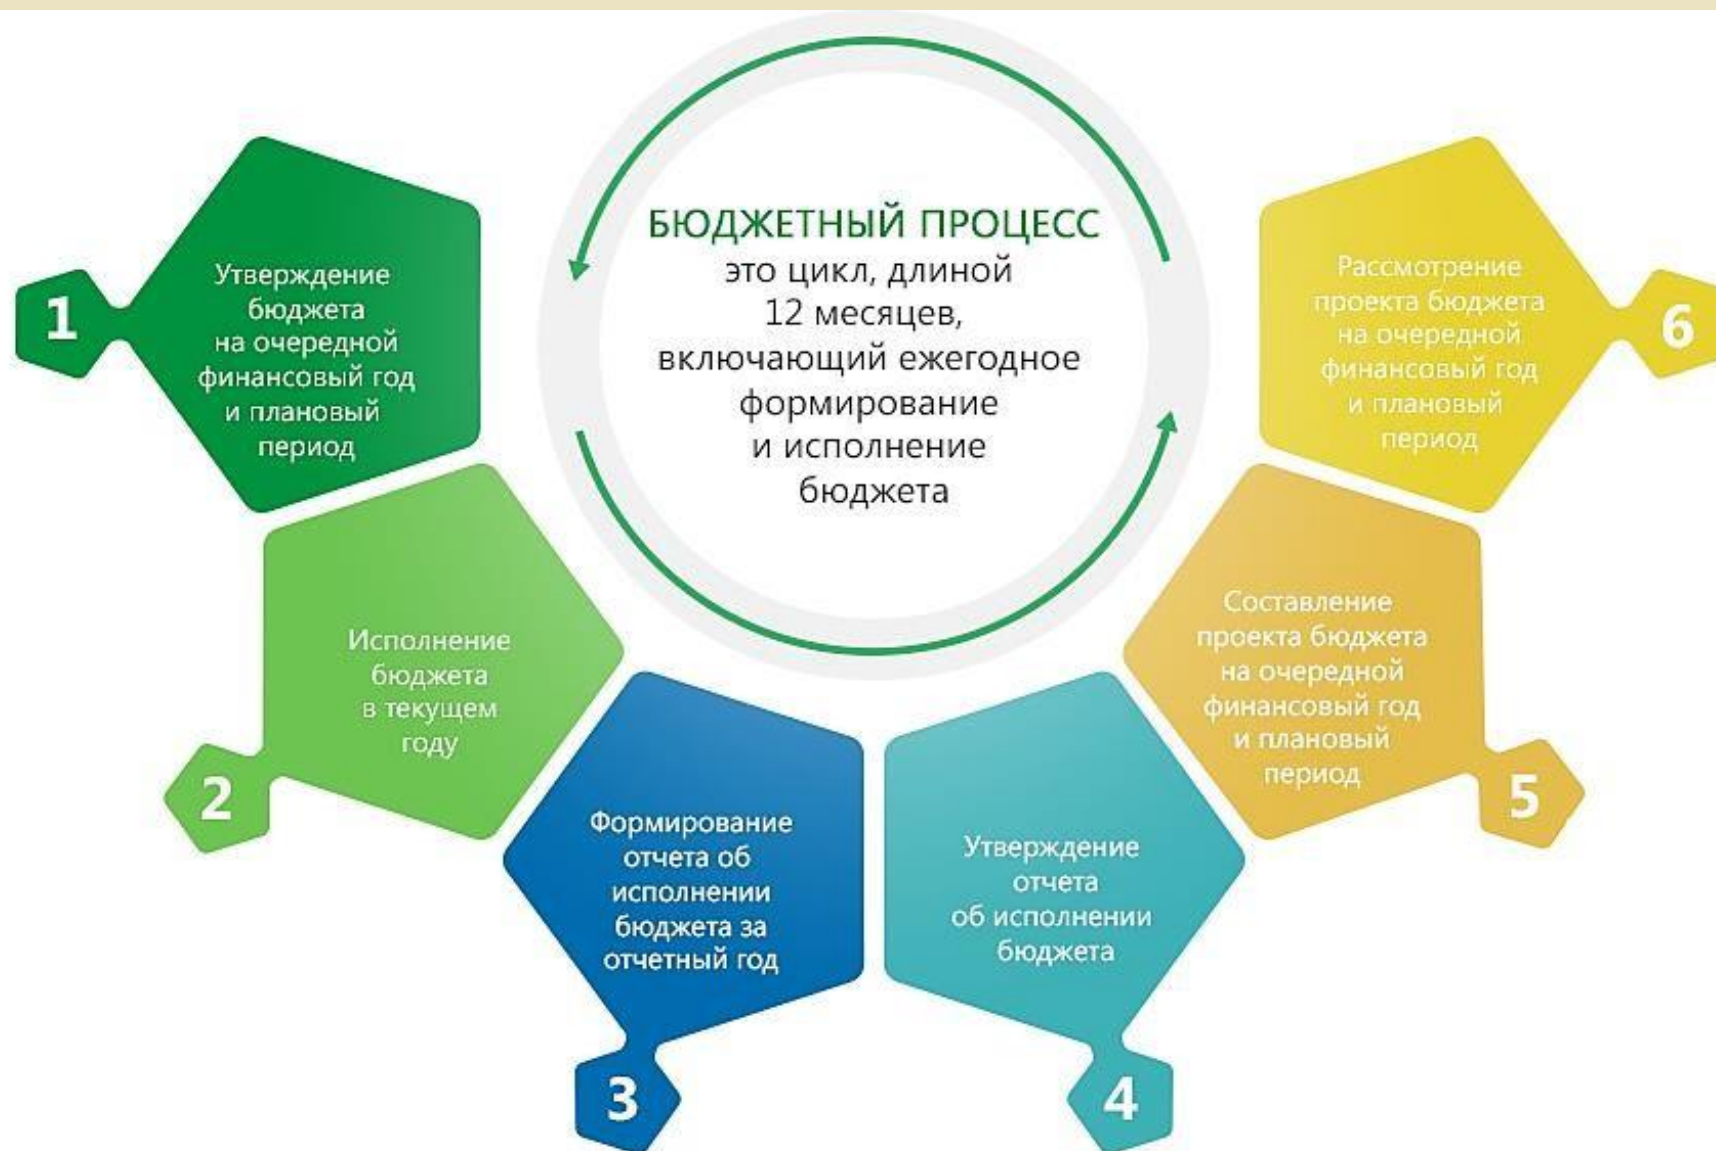 БЮДЖЕТНЫЙ ПРОЦЕСС
это цикл, длиной
12 месяцев,
включающий ежегодное
формирование
и исполнение
бюджета
1
Утверждение
бюджета
на очередной
финансовый год
и плановый
период
2
Исполнение
бюджета
в текущем
году
3
Формирование
отчета об
исполнении
бюджета за
отчетный год
4
Утверждение
отчета
об исполнении
бюджета
5
Составление
проекта бюджета
на очередной
финансовый год
и плановый
период
6
Рассмотрение
проекта бюджета
на очередной
финансовый год
и плановый
период